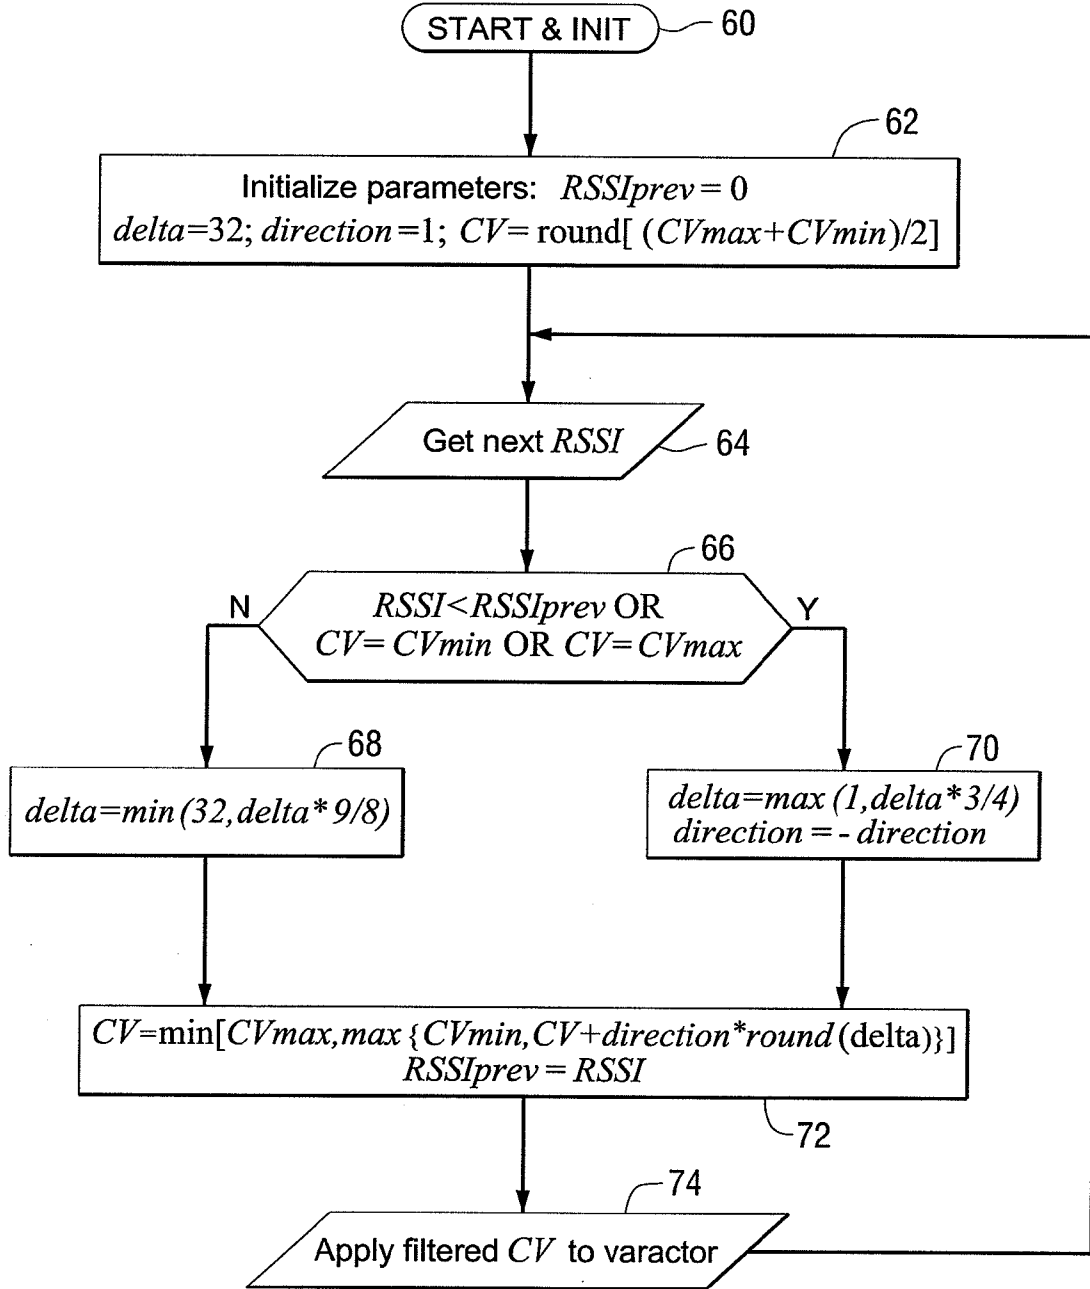 START & INIT
60
62
Initialize parameters: RSSIprev = 0
delta=32; direction=1; CV= round[ (CVmax+CVmin)/2]
Get next RSSI
64
66
N
RSSI<RSSIprev OR
Y
CV= CVmin OR CV= CVmax
68
70
delta=min(32,delta*9/8)
delta=max(1,delta*3/4)
direction=-direction
CV=min[CVmax,max{CVmin,CV+direction*round(delta)}]
RSSIprev = RSSI
72
74
Apply filtered CV to varactor